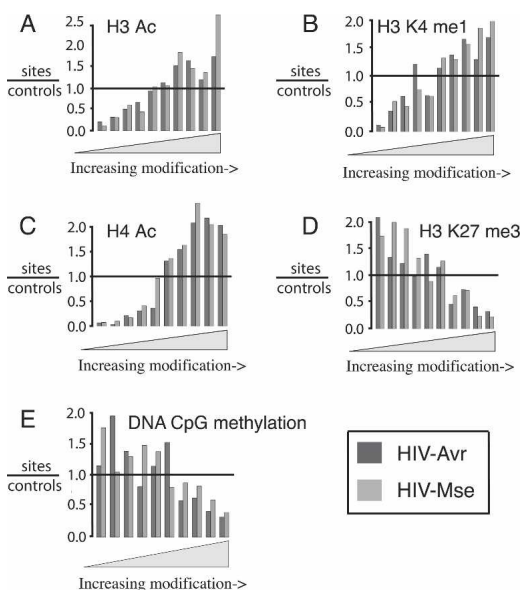 A
H3 Ac
sites
controls
2.5
2.0
1.5
1.0
0.5
0.0
Increasing modification->
B
H3 K4 me1
sites
controls
2.0
1.5
1.0
0.5
0.0
Increasing modification->
C
H4 Ac
sites
controls
2.0
1.5
1.0
0.5
0.0
Increasing modification->
D
H3 K27 me3
sites
controls
2.0
1.5
1.0
0.5
0.0
Increasing modification->
E
DNA CpG methylation
sites
controls
2.0
1.5
1.0
0.5
0.0
Increasing modification->
HIV-Avr
HIV-Mse